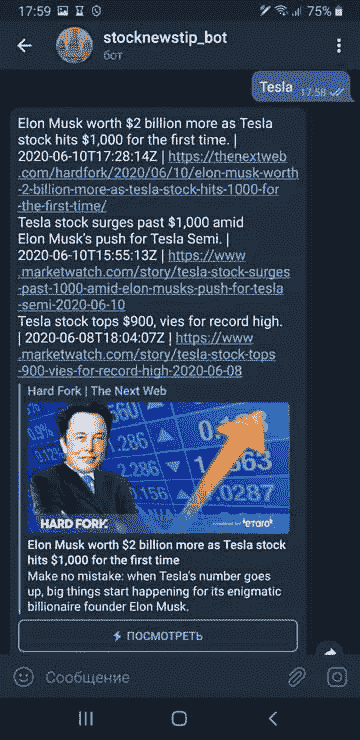 17:59
75%
stocknewstip_bot
бот
Tesla
17:58
Elon Musk worth $2 billion more as Tesla
stock hits $1,000 for the first time. |
2020-06-10T17:28:14Z | https://thenextweb
.com/hardfork/2020/06/10/elon-musk-worth
-2-billion-more-as-tesla-stock-hits-1000-for
-the-first-time/
Tesla stock surges past $1,000 amid
Elon Musk's push for Tesla Semi. |
2020-06-10T15:55:13Z | https://www
.marketwatch.com/story/tesla-stock-surges
-past-1000-amid-elon-musks-push-for-tesla
-semi-2020-06-10
Tesla stock tops $900, vies for record high.
| 2020-06-08T18:04:07Z | https://www
.marketwatch.com/story/tesla-stock-tops
-900-vies-for-record-high-2020-06-08
Hard Fork | The Next Web
.286
2.286
0.156
1.0287
HARD FORK
eToro
Elon Musk worth $2 billion more as Tesla stock
hits $1,000 for the first time
Make no mistake: when Tesla's number goes
up, big things start happening for its enigmatic
billionaire founder Elon Musk.
ПОСМОТРЕТЬ
Сообщение